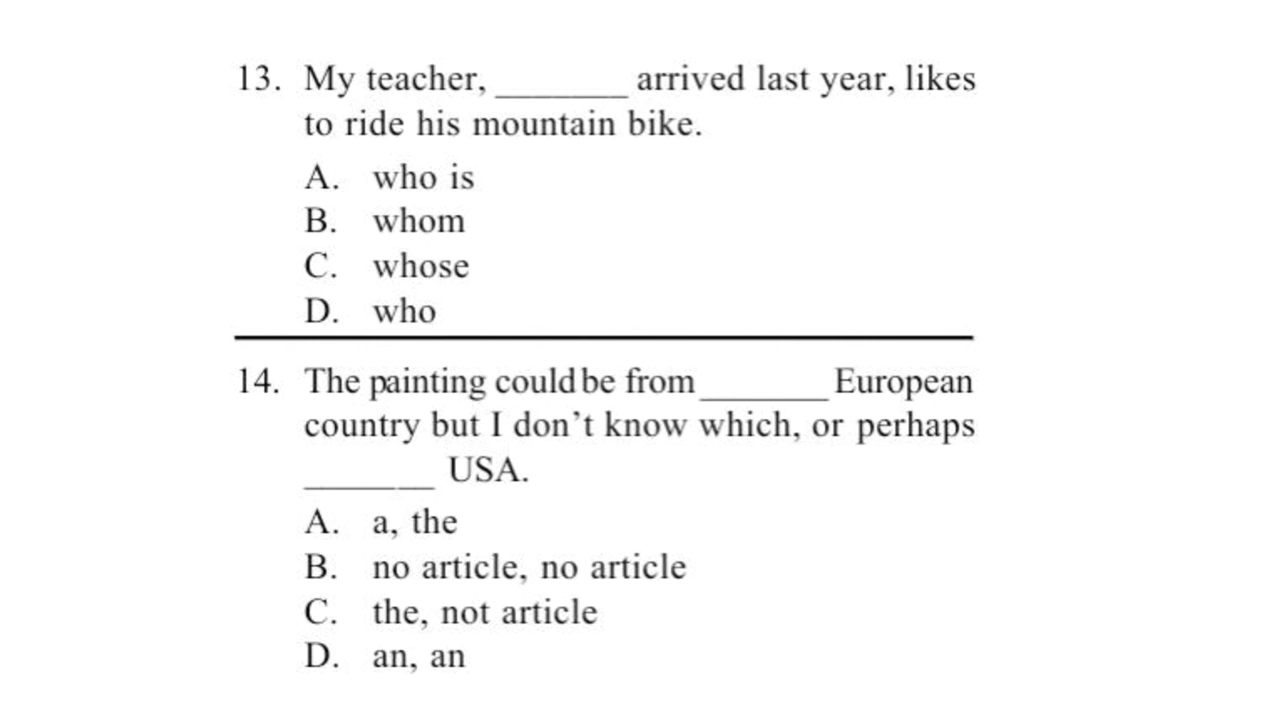 13. My teacher, _______ arrived last year, likes
to ride his mountain bike.
A. who is
B. whom
C. whose
D. who
14. The painting could be from _______ European
country but I don’t know which, or perhaps
_______ USA.
A. a, the
B. no article, no article
C. the, not article
D. an, an